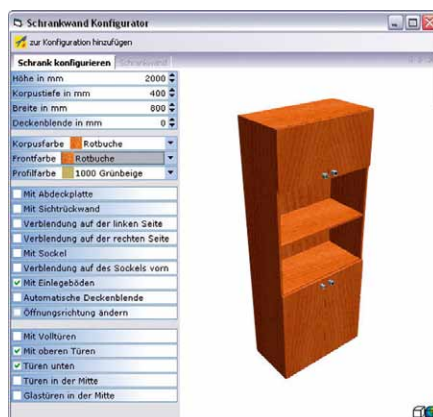 Schrankwand Konfigurator
zur Konfiguration hinzufügen
Schrank konfigurieren Schrankwand
Höhe in mm 2000
Korpustiefe in mm 400
Breite in mm 800
Deckenblende in mm 0
Korpusfarbe Rotbuche
Frontfarbe Rotbuche
Profilfarbe 1000 Grünbeige
Mit Abdeckplatte
Mit Sichtrückwand
Verblendung auf der linken Seite
Verblendung auf der rechten Seite
Mit Sockel
Verblendung auf des Sockels vorn
Mit Einlegeböden
Automatische Deckenblende
Öffnungsrichtung ändern
Mit Volltüren
Mit oberen Türen
Türen unten
Türen in der Mitte
Glastüren in der Mitte